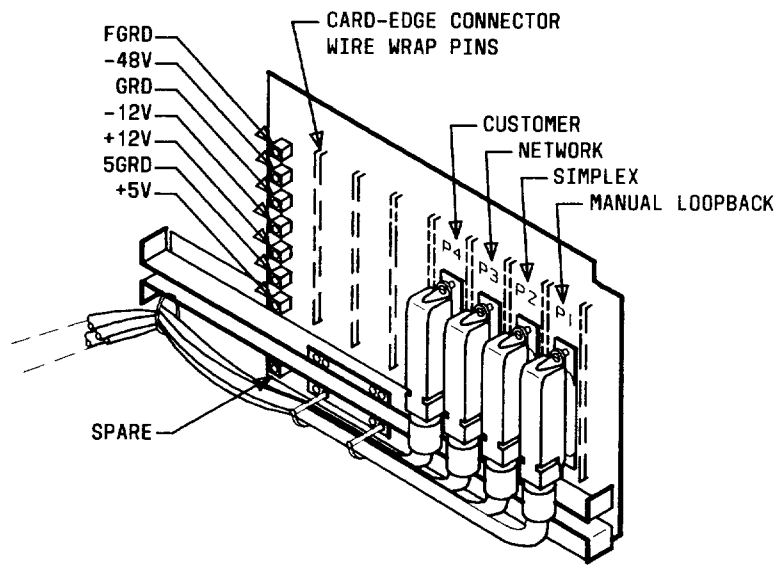 CARD-EDGE CONNECTOR
WIRE WRAP PINS
FGRD
-48V
GRD
-12V
+12V
5GRD
+5V
CUSTOMER
NETWORK
SIMPLEX
MANUAL LOOPBACK
P4
P3
P2
P1
SPARE